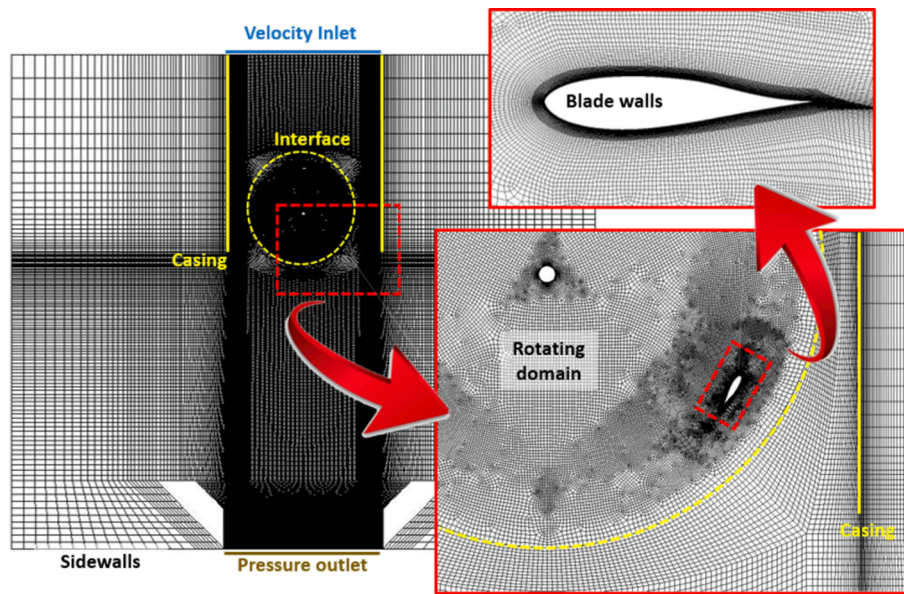 Velocity Inlet
Blade walls
Interface
Casing
Rotating
domain
Casing
Sidewalls
Pressure outlet